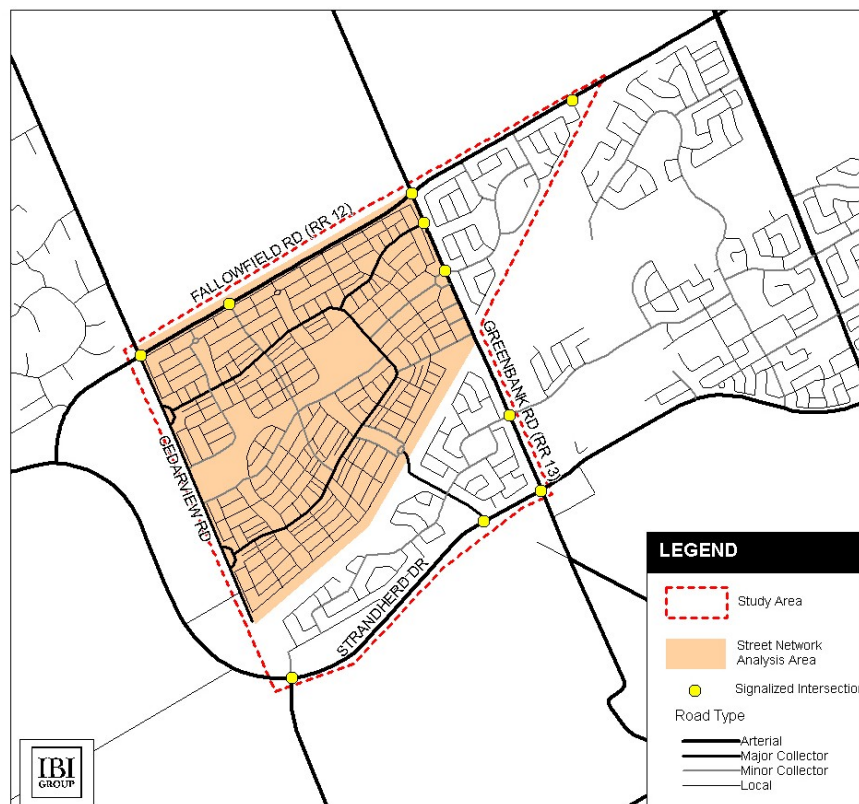 FALLOWFIELD RD (RR 12)
GREENBANK RD (RR 13)
CEDARVIEW RD
STRANDHERD DR
LEGEND
Study Area
Street Network
Analysis Area
Signalized Intersection
Road Type
Arterial
Major Collector
Minor Collector
Local
IBI
GROUP